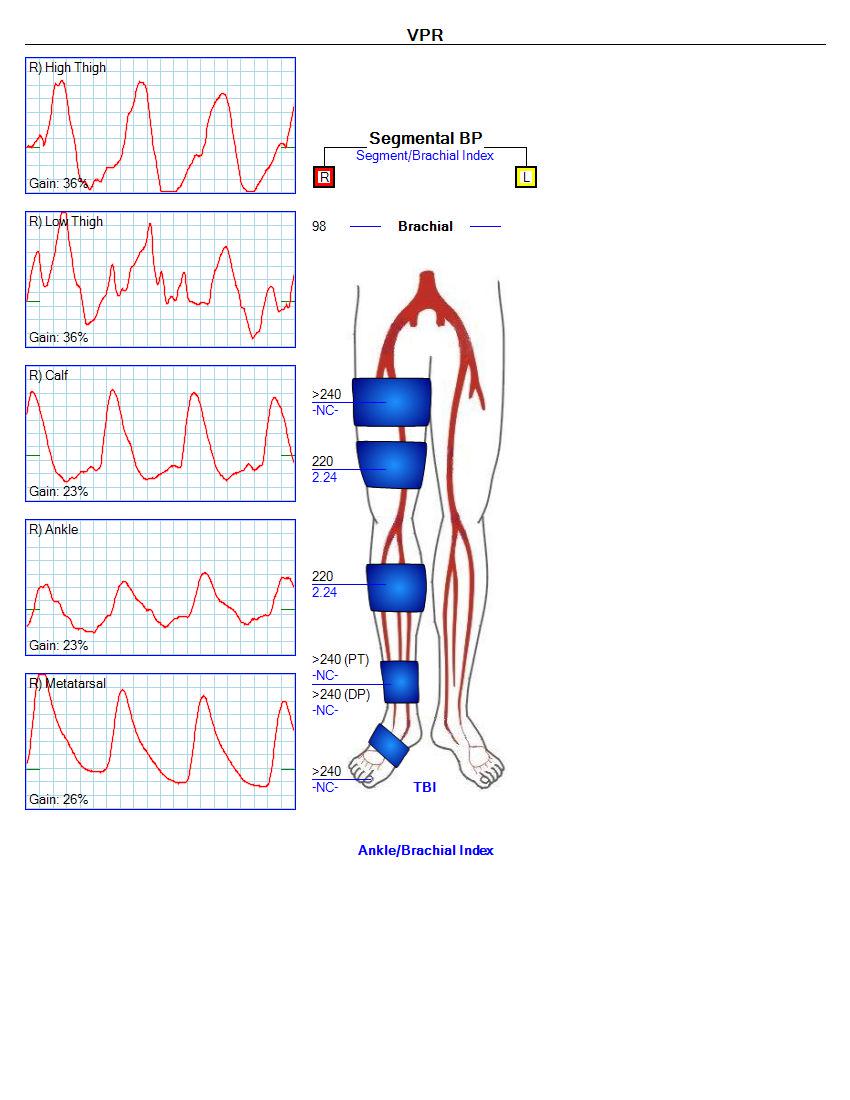 VPR
R) High Thigh
Gain: 36%
R) Low Thigh
Gain: 36%
R) Calf
Gain: 23%
R) Ankle
Gain: 23%
R) Metatarsal
Gain: 26%
Segmental BP
Segment/Brachial Index
R L
98 Brachial
>240
-NC-
220
2.24
220
2.24
>240 (PT)
-NC-
>240 (DP)
-NC-
>240
-NC- TBI
Ankle/Brachial Index